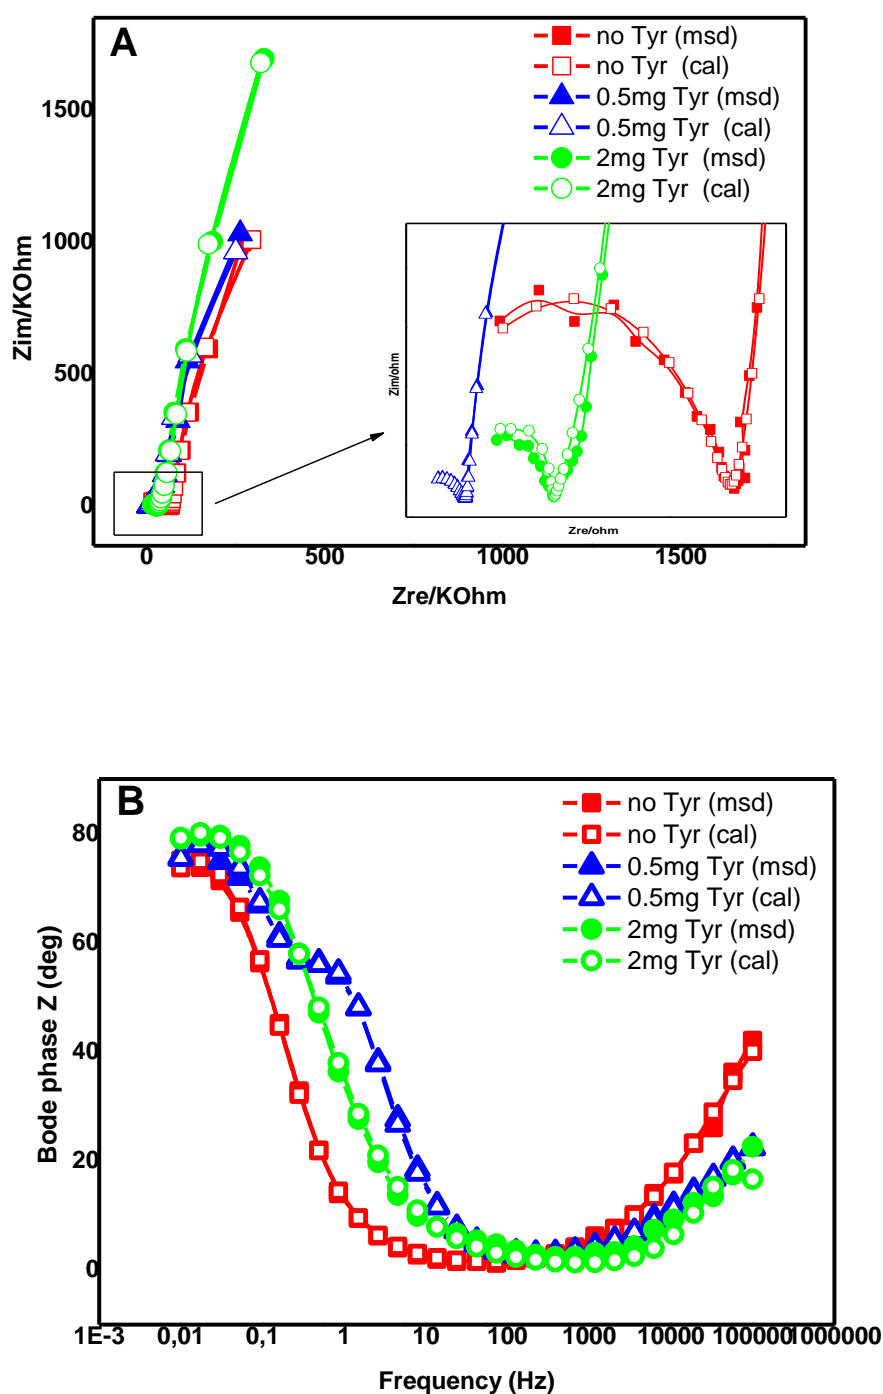 A
no Tyr (msd)
no Tyr (cal)
0.5mg Tyr (msd)
0.5mg Tyr (cal)
2mg Tyr (msd)
2mg Tyr (cal)
1500
1000
500
0
Zim/KOhm
Zim/ohm
Zre/ohm
0 500 1000 1500
Zre/KOhm
B
no Tyr (msd)
no Tyr (cal)
0.5mg Tyr (msd)
0.5mg Tyr (cal)
2mg Tyr (msd)
2mg Tyr (cal)
80
60
40
20
0
Bode phase Z (deg)
1E-3 0,01 0,1 1 10 100 1000 10000 100000 1000000
Frequency (Hz)